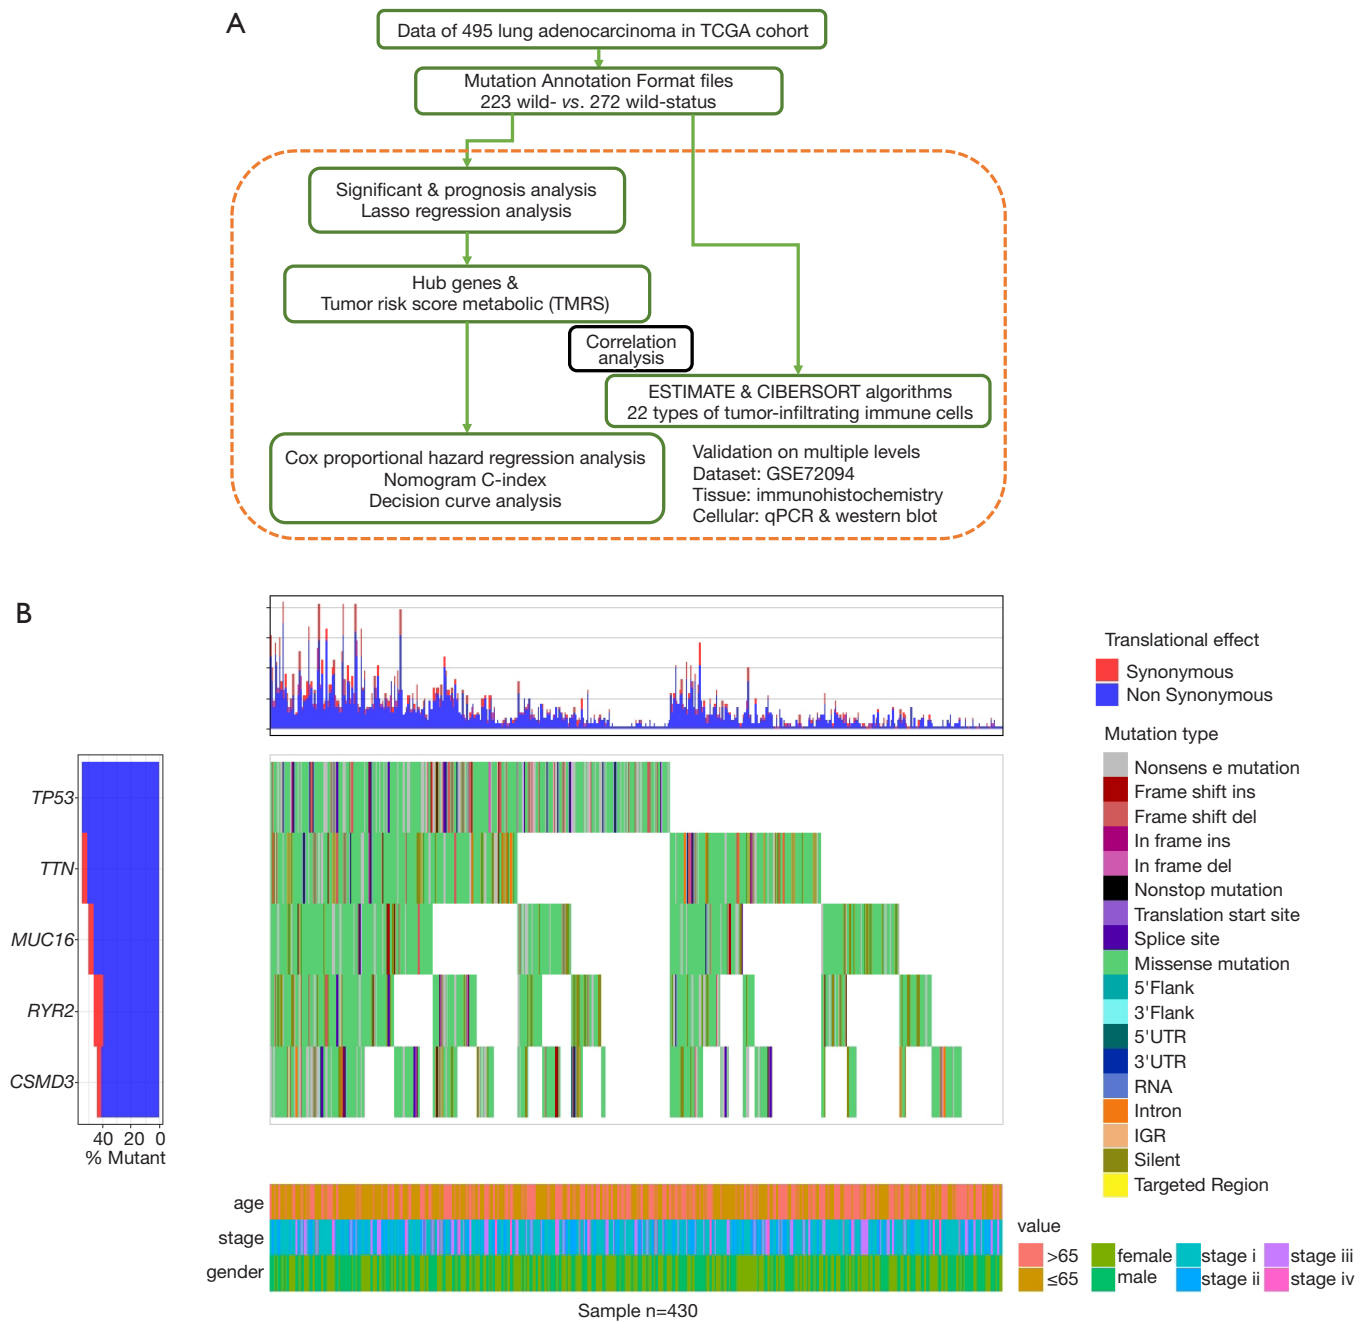 A
Data of 495 lung adenocarcinoma in TCGA cohort
Mutation Annotation Format files
223 wild- vs. 272 wild-status
Significant & prognosis analysis
Lasso regression analysis
Hub genes &
Tumor risk score metabolic (TMRS)
Correlation
analysis
ESTIMATE & CIBERSORT algorithms
22 types of tumor-infiltrating immune cells
Cox proportional hazard regression analysis
Nomogram C-index
Decision curve analysis
Validation on multiple levels
Dataset: GSE72094
Tissue: immunohistochemistry
Cellular: qPCR & western blot
B
Translational effect
Synonymous
Non Synonymous
Mutation type
Nonsens e mutation
Frame shift ins
Frame shift del
In frame ins
In frame del
Nonstop mutation
Translation start site
Splice site
Missense mutation
5'Flank
3'Flank
5'UTR
3'UTR
RNA
Intron
IGR
Silent
Targeted Region
TP53
TTN
MUC16
RYR2
CSMD3
40 20 0
% Mutant
age
stage
gender
Sample n=430
value
>65 female stage i stage iii
≤65 male stage ii stage iv